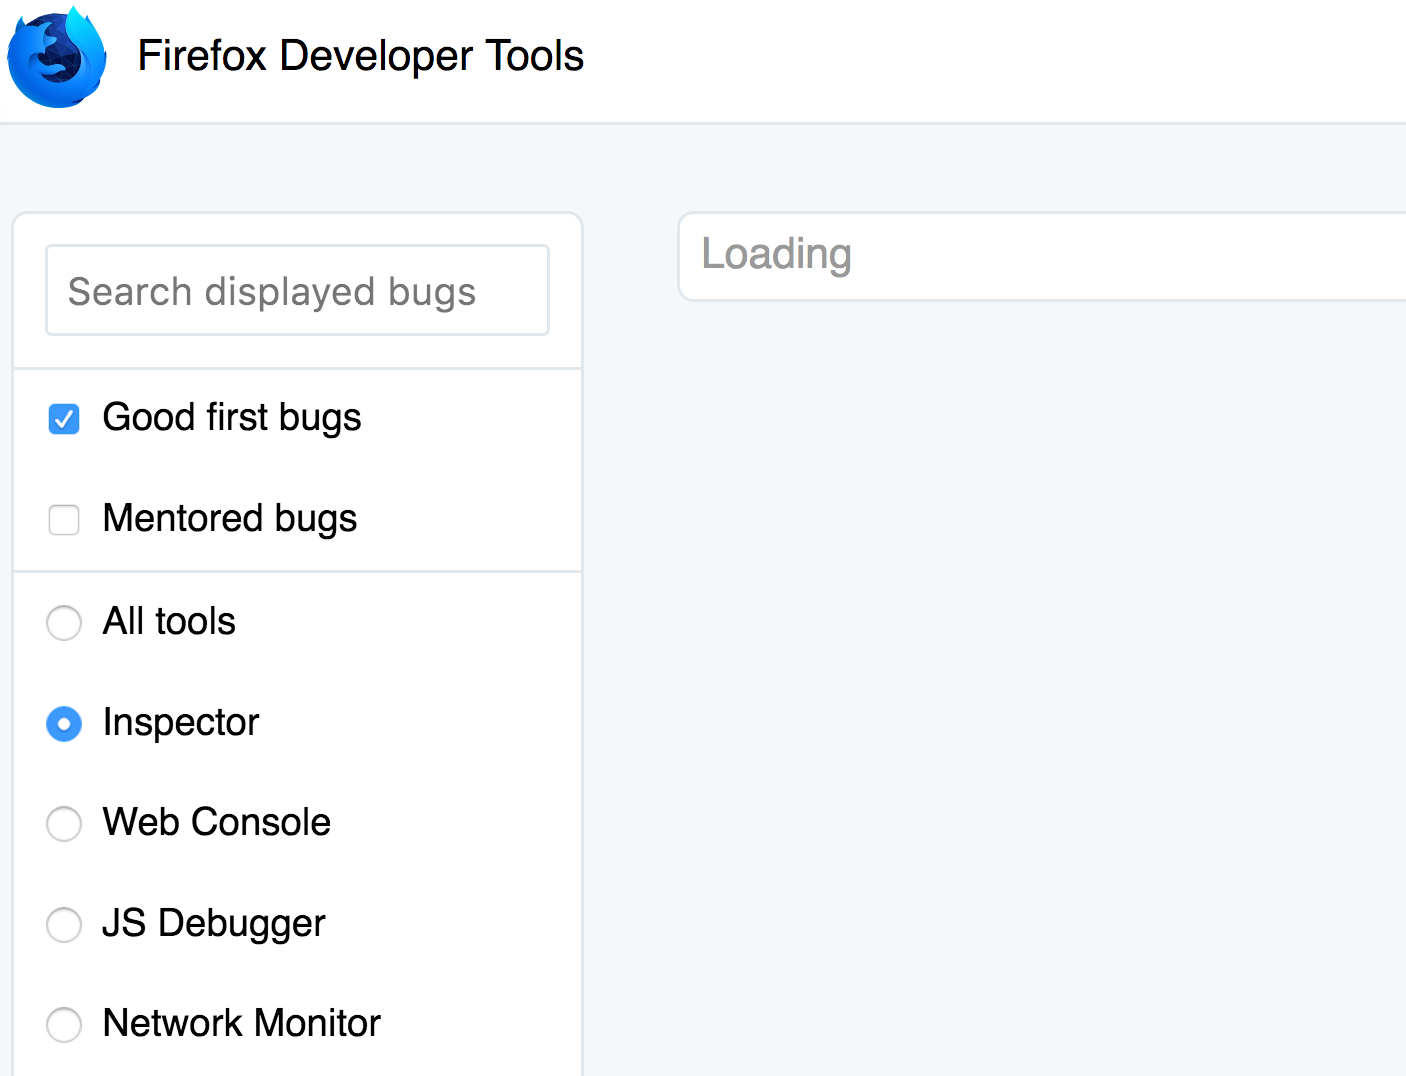 Firefox Developer Tools
Search displayed bugs
Good first bugs
Mentored bugs
All tools
Inspector
Web Console
JS Debugger
Network Monitor
Loading